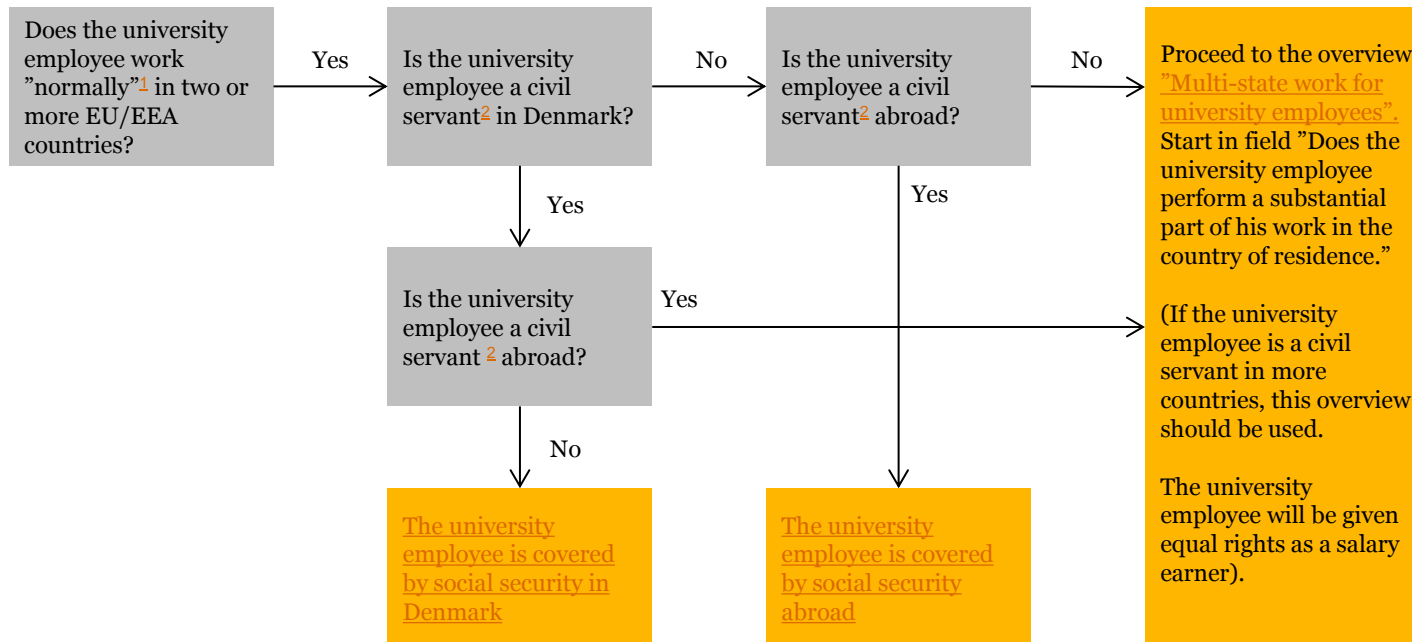 Does the university
employee work
”normally”1 in two or
more EU/EEA
countries?
Yes
Is the university
employee a civil
servant2 in Denmark?
No
Is the university
employee a civil
servant2 abroad?
No
Proceed to the overview
”Multi-state work for
university employees”.
Start in field ”Does the
university employee
perform a substantial
part of his work in the
country of residence.”
(If the university
employee is a civil
servant in more
countries, this overview
should be used.
The university
employee will be given
equal rights as a salary
earner).
Yes
Yes
Is the university
employee a civil
servant 2 abroad?
Yes
No
The university
employee is covered
by social security in
Denmark
The university
employee is covered
by social security
abroad